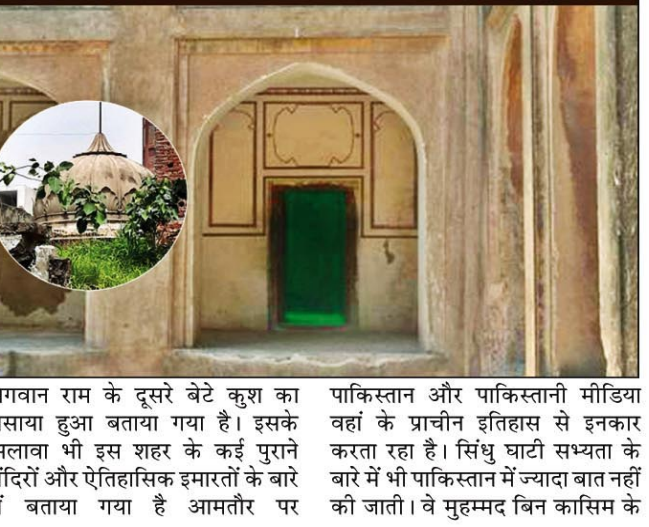 गवान राम के दूसरे बेटे कुश का
साया हुआ बताया गया है। इसके
लावा भी इस शहर के कई पुराने
दिरों और ऐतिहासिक इमारतों के बारे
बताया गया है आमतौर पर
पाकिस्तान और पाकिस्तानी मीडिया
वहां के प्राचीन इतिहास से इनकार
करता रहा है। सिंधु घाटी सभ्यता के
बारे में भी पाकिस्तान में ज्यादा बात नहीं
की जाती। वे मुहम्मद बिन कासिम के